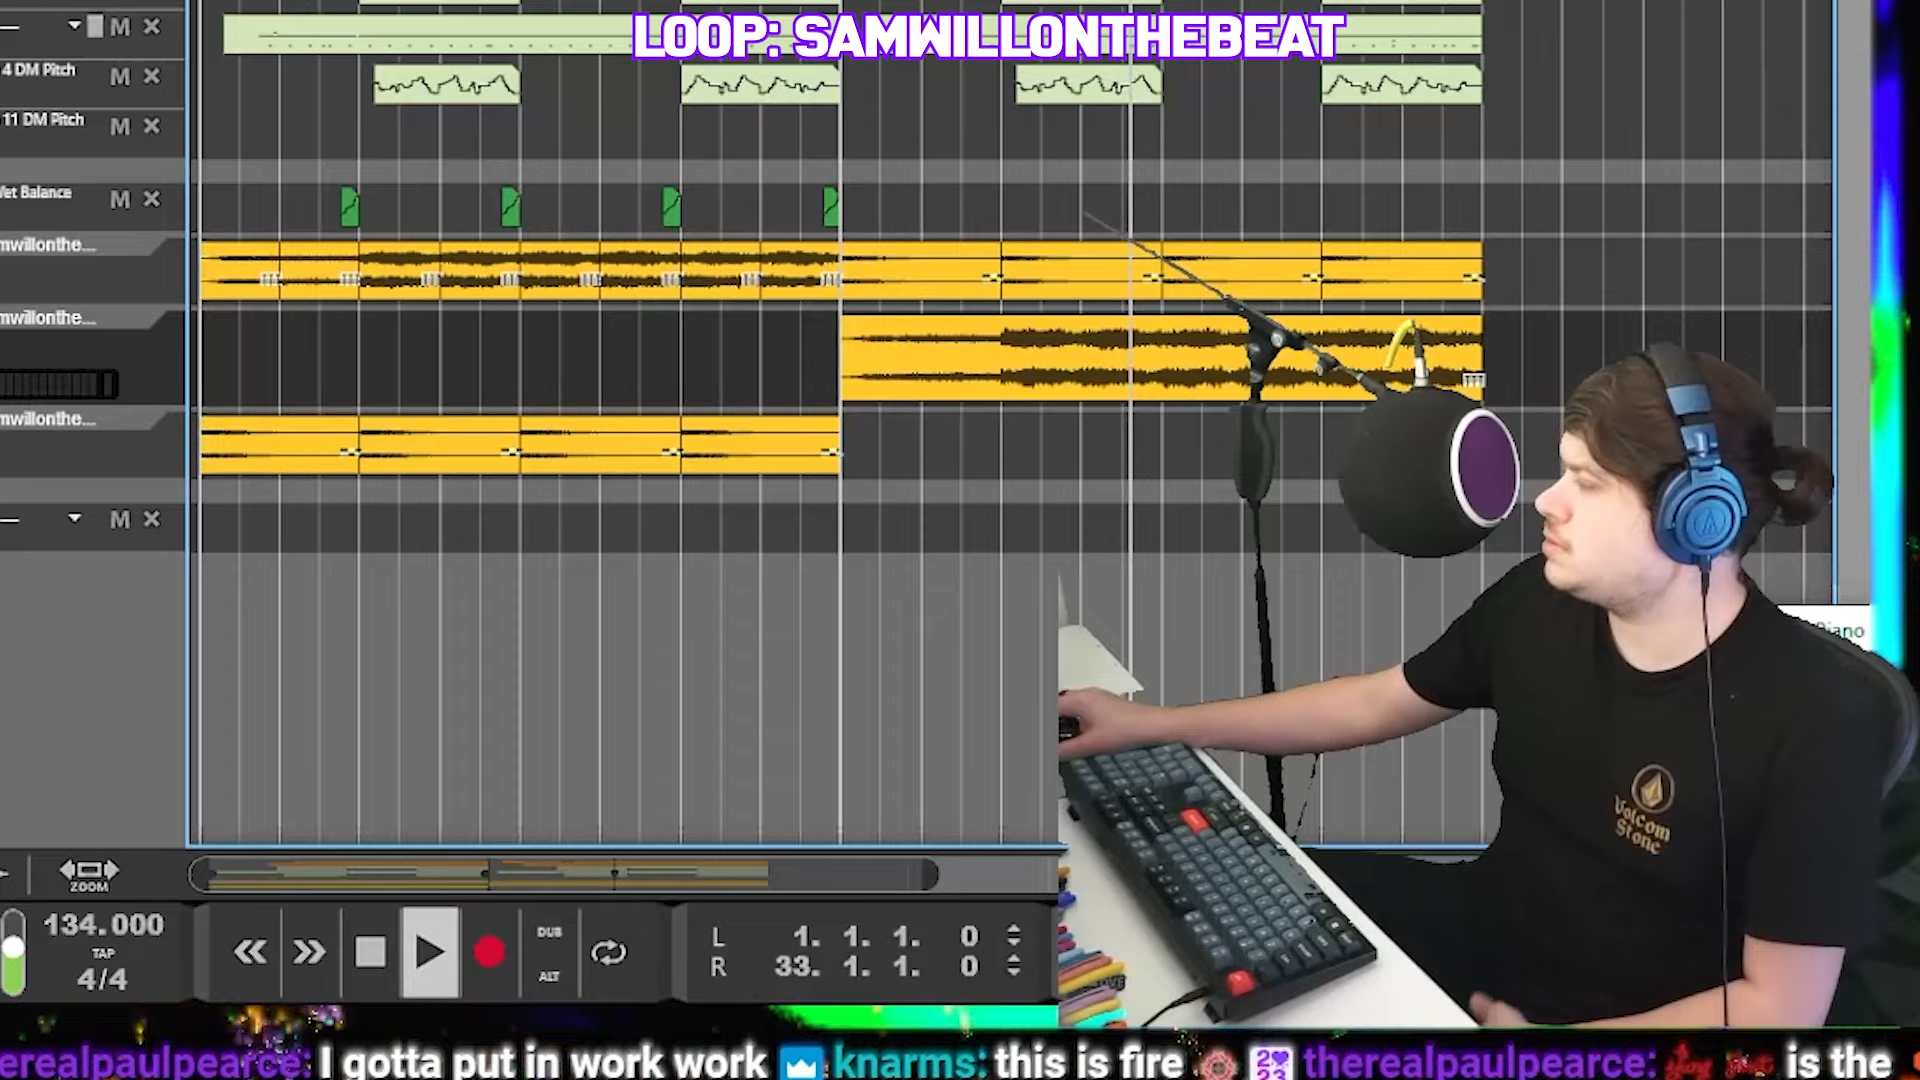 LOOP: SAMWILLONTHEBEAT
M
4 DM Pitch M
11 DM Pitch M
Wet Balance M
mwillonthe...
mwillonthe...
mwillonthe...
M
Piano
Volcom
Stone
ZOOM
134.000
TAP
4/4
DUB
ALT
L 1. 1. 1. 0
R 33. 1. 1. 0
erealpaulpearce: I gotta put in work work knarms: this is fire therealpaulpearce: is the